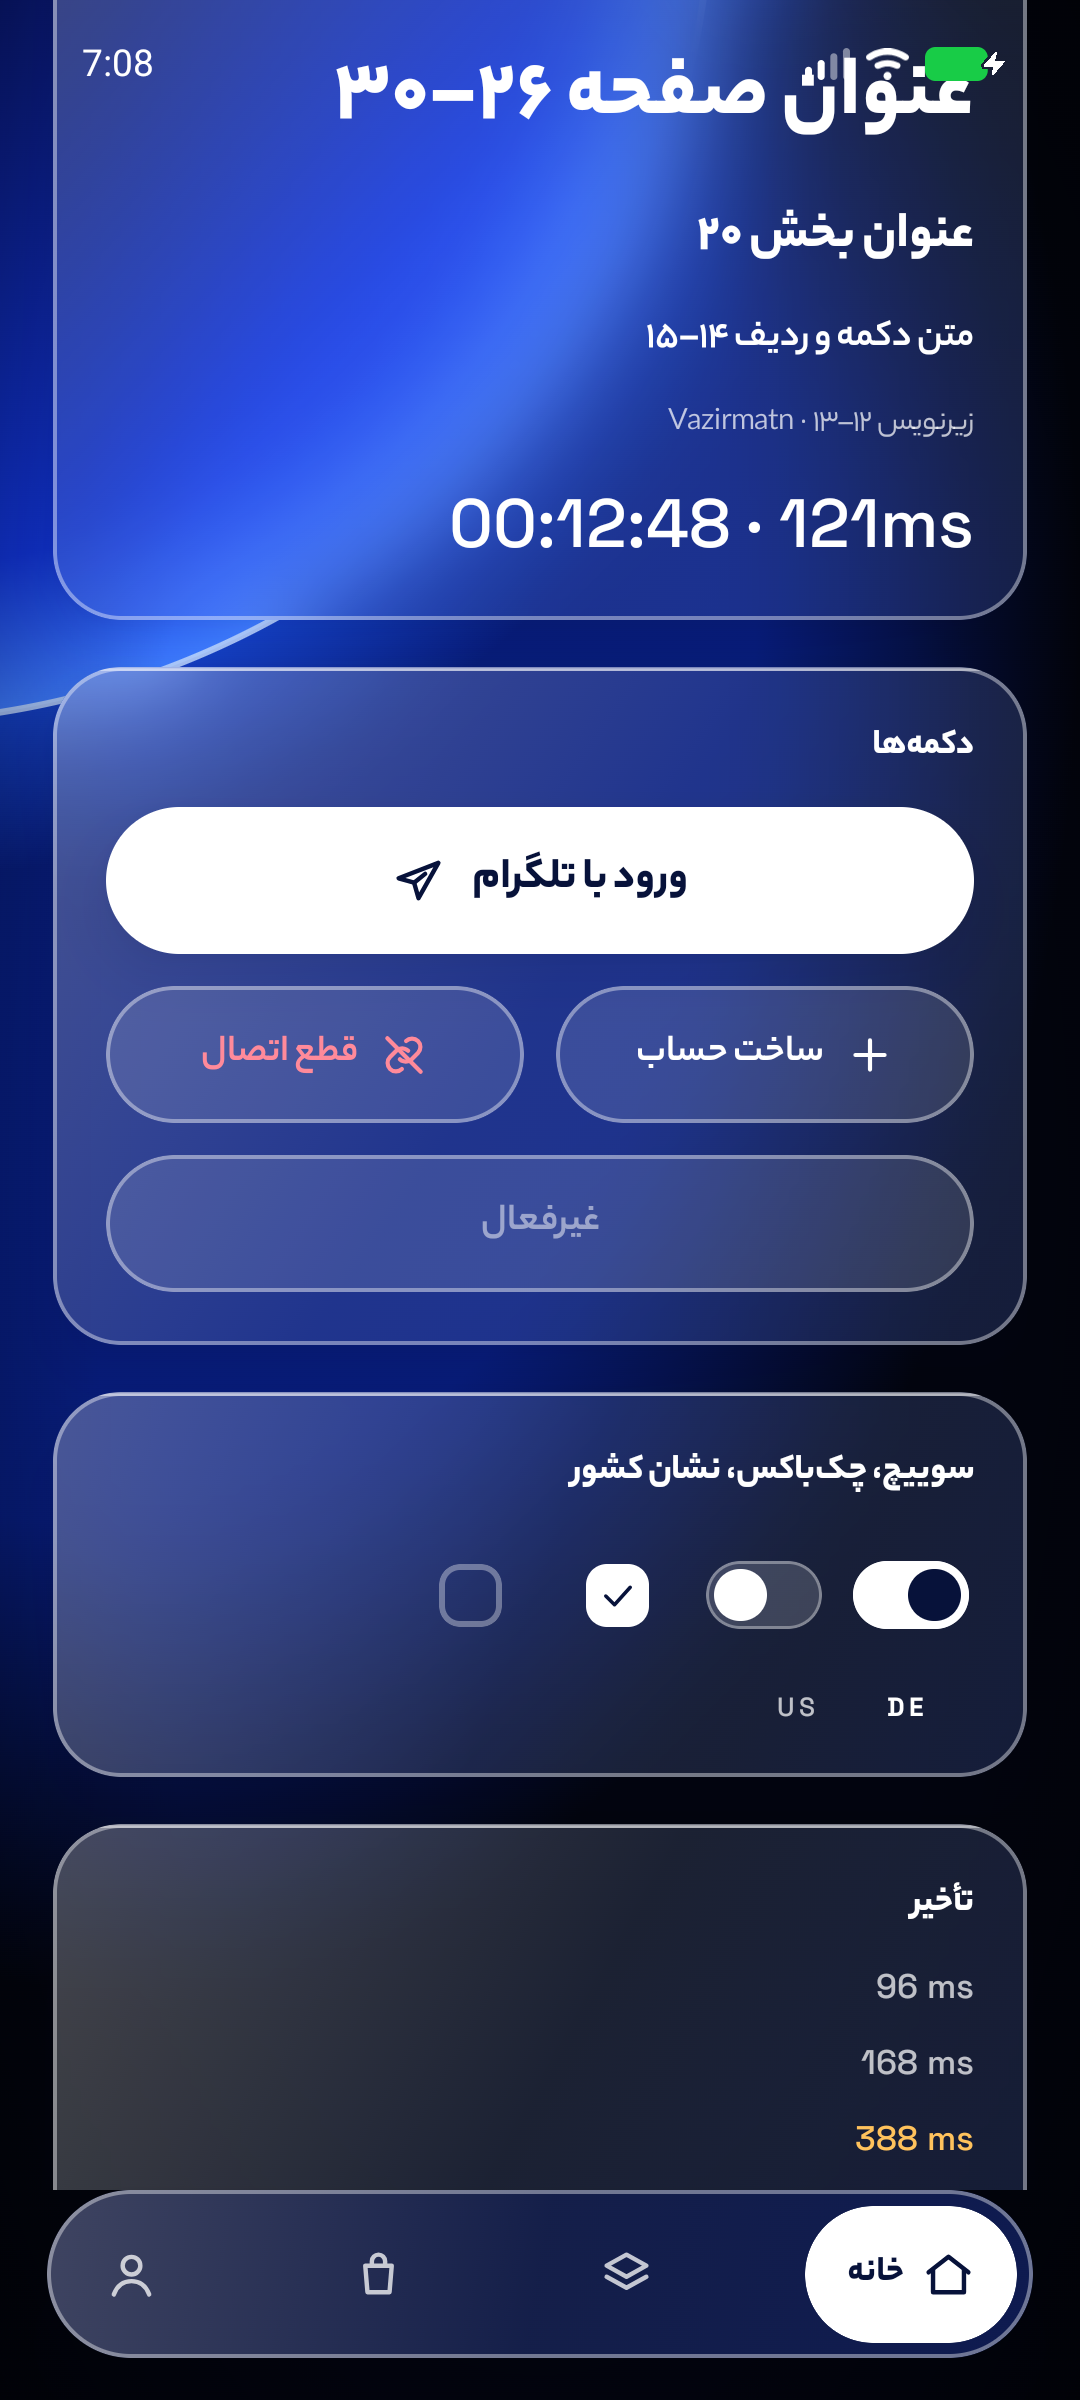 7:08
عنوان صفحه ۲۶–۳۰
عنوان بخش ۲۰
متن دکمه و ردیف ۱۴–۱۵
زیرنویس ۱۲–۱۳ · Vazirmatn
00:12:48 · 121ms
دکمه‌ها
ورود با تلگرام
ساخت حساب
قطع اتصال
غیرفعال
سوییچ، چک‌باکس، نشان کشور
DE
US
تأخیر
96 ms
168 ms
388 ms
خانه